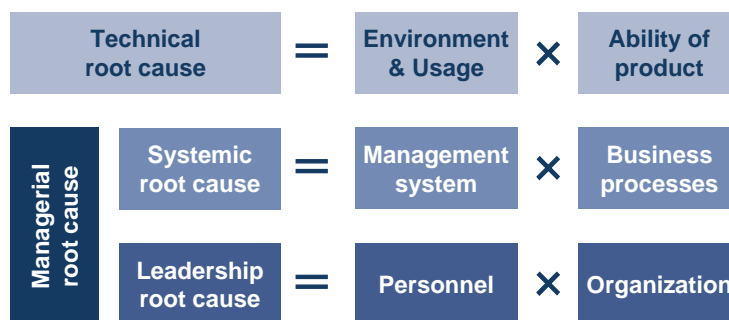 Technical
root cause
=
Environment
& Usage
×
Ability of
product
Managerial
root cause
Systemic
root cause
=
Management
system
×
Business
processes
Leadership
root cause
=
Personnel
×
Organization